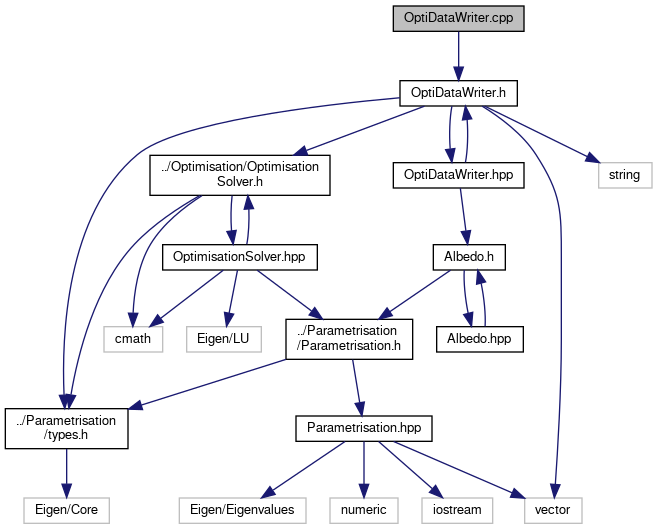 OptiDataWriter.cpp
OptiDataWriter.h
../Optimisation/Optimisation
Solver.h
OptiDataWriter.hpp
string
OptimisationSolver.hpp
Albedo.h
cmath
Eigen/LU
../Parametrisation
/Parametrisation.h
Albedo.hpp
../Parametrisation
/types.h
Parametrisation.hpp
Eigen/Core
Eigen/Eigenvalues
numeric
iostream
vector